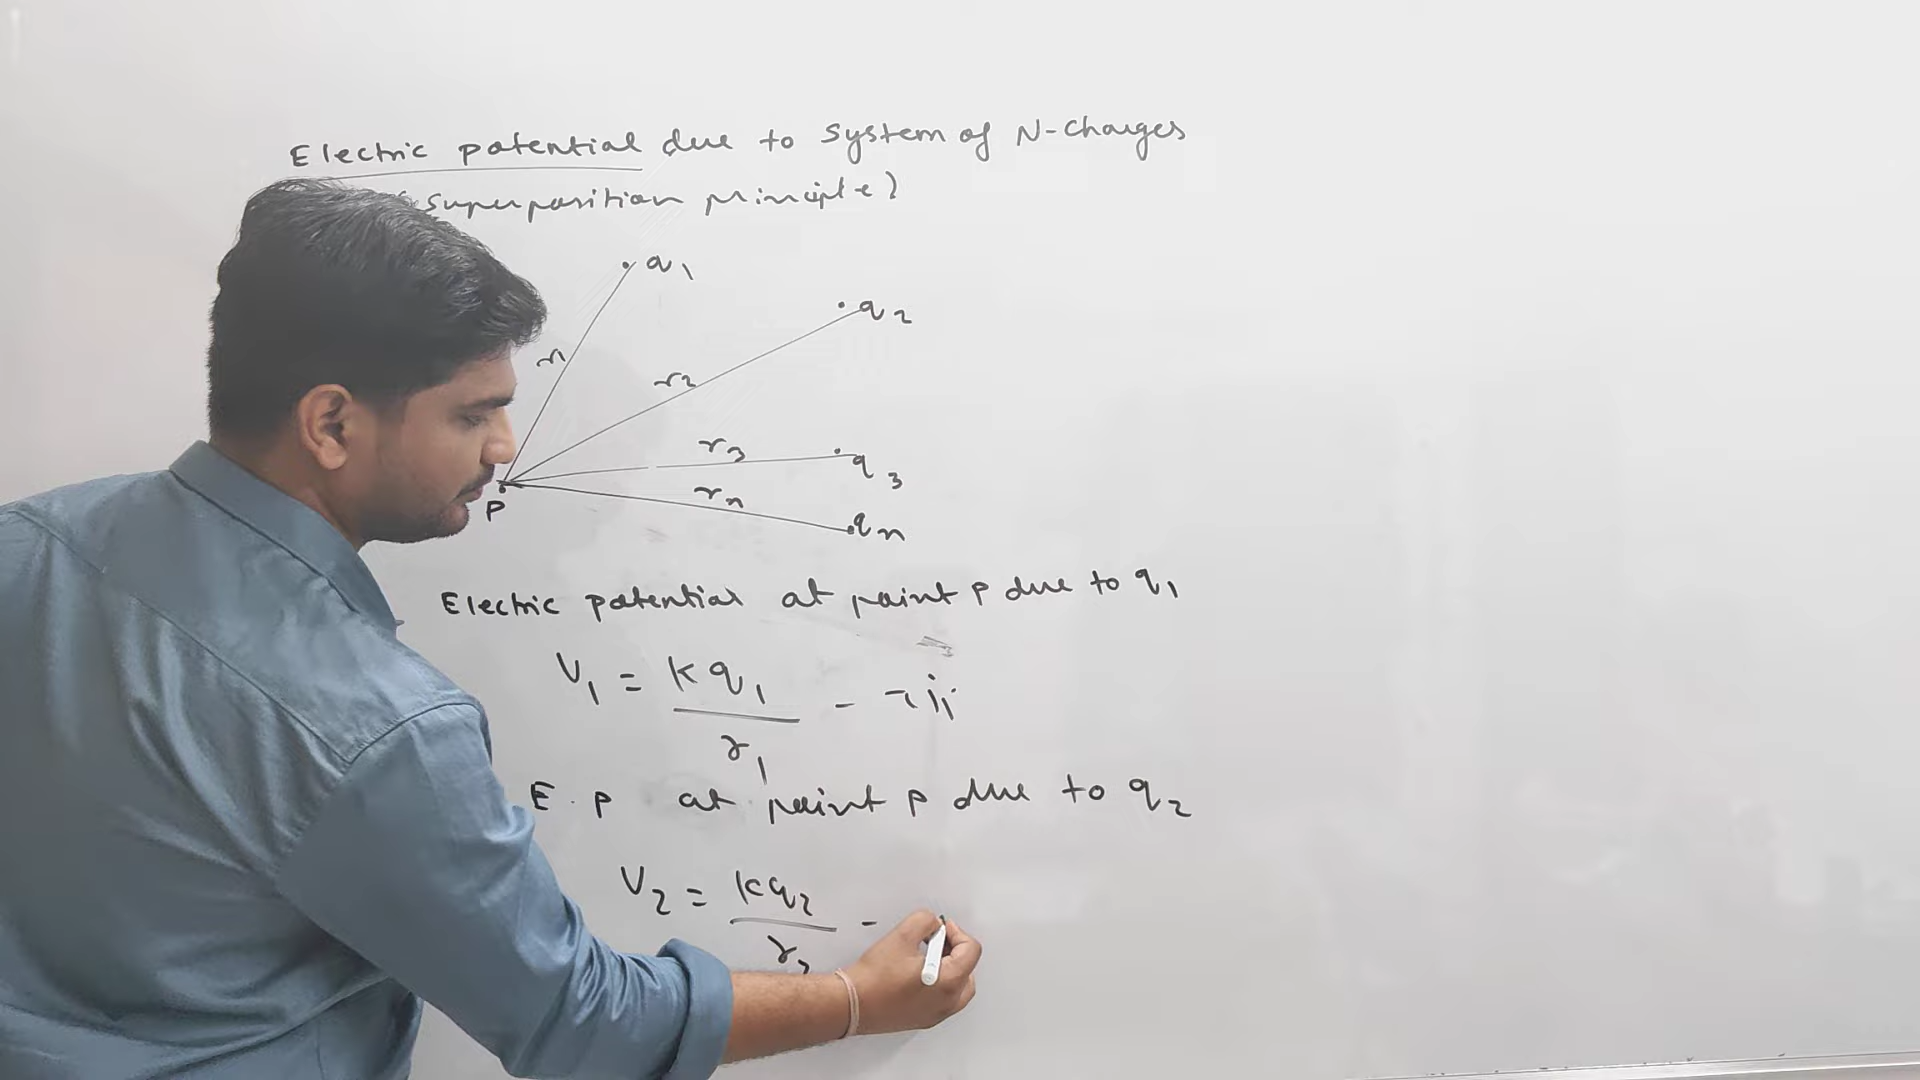 Electric potential due to system of N-charges
(superposition principle)
q1
q2
r1
r2
r3
q3
rn
P
qn
Electric potential at point P due to q1
V1 = kq1/r1 - - i)
E.P at point P due to q2
V2 = kq2/r2 -